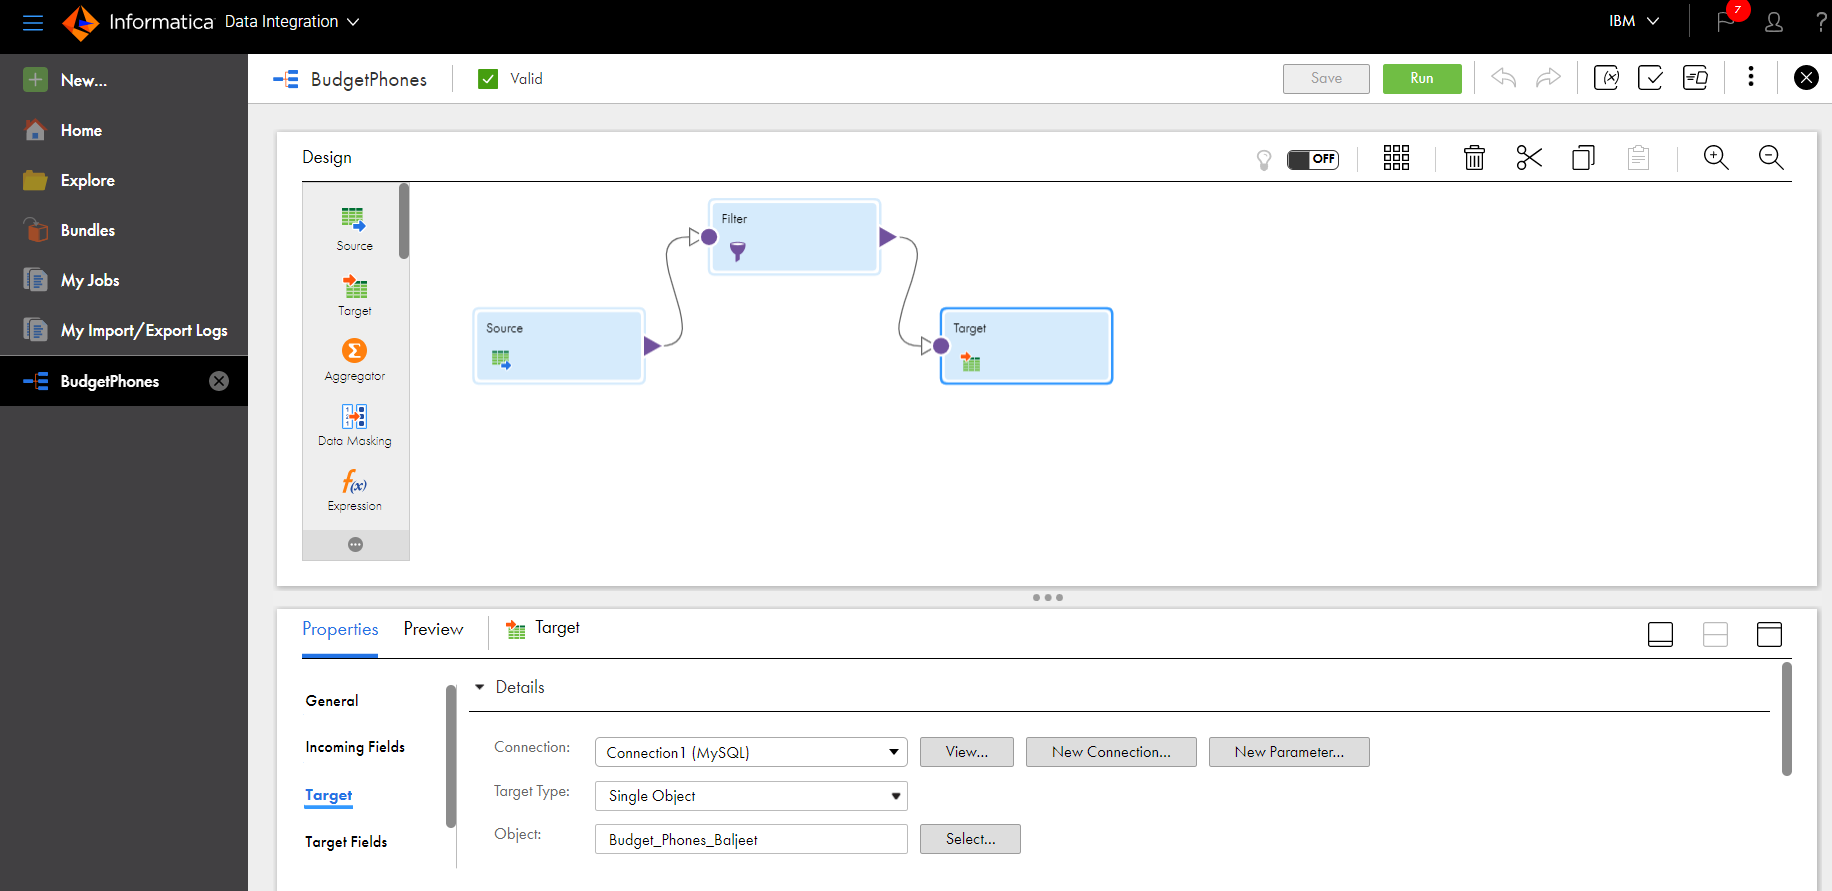 Informatica Data Integration
IBM
7
?
New...
Home
Explore
Bundles
My Jobs
My Import/Export Logs
BudgetPhones
BudgetPhones
Valid
Save
Run
Design
OFF
Source
Target
Aggregator
Data Masking
Expression
Filter
Source
Target
Properties
Preview
Target
General
Incoming Fields
Target
Target Fields
Details
Connection:
Connection1 (MySQL)
View...
New Connection...
New Parameter...
Target Type:
Single Object
Object:
Budget_Phones_Baljeet
Select...